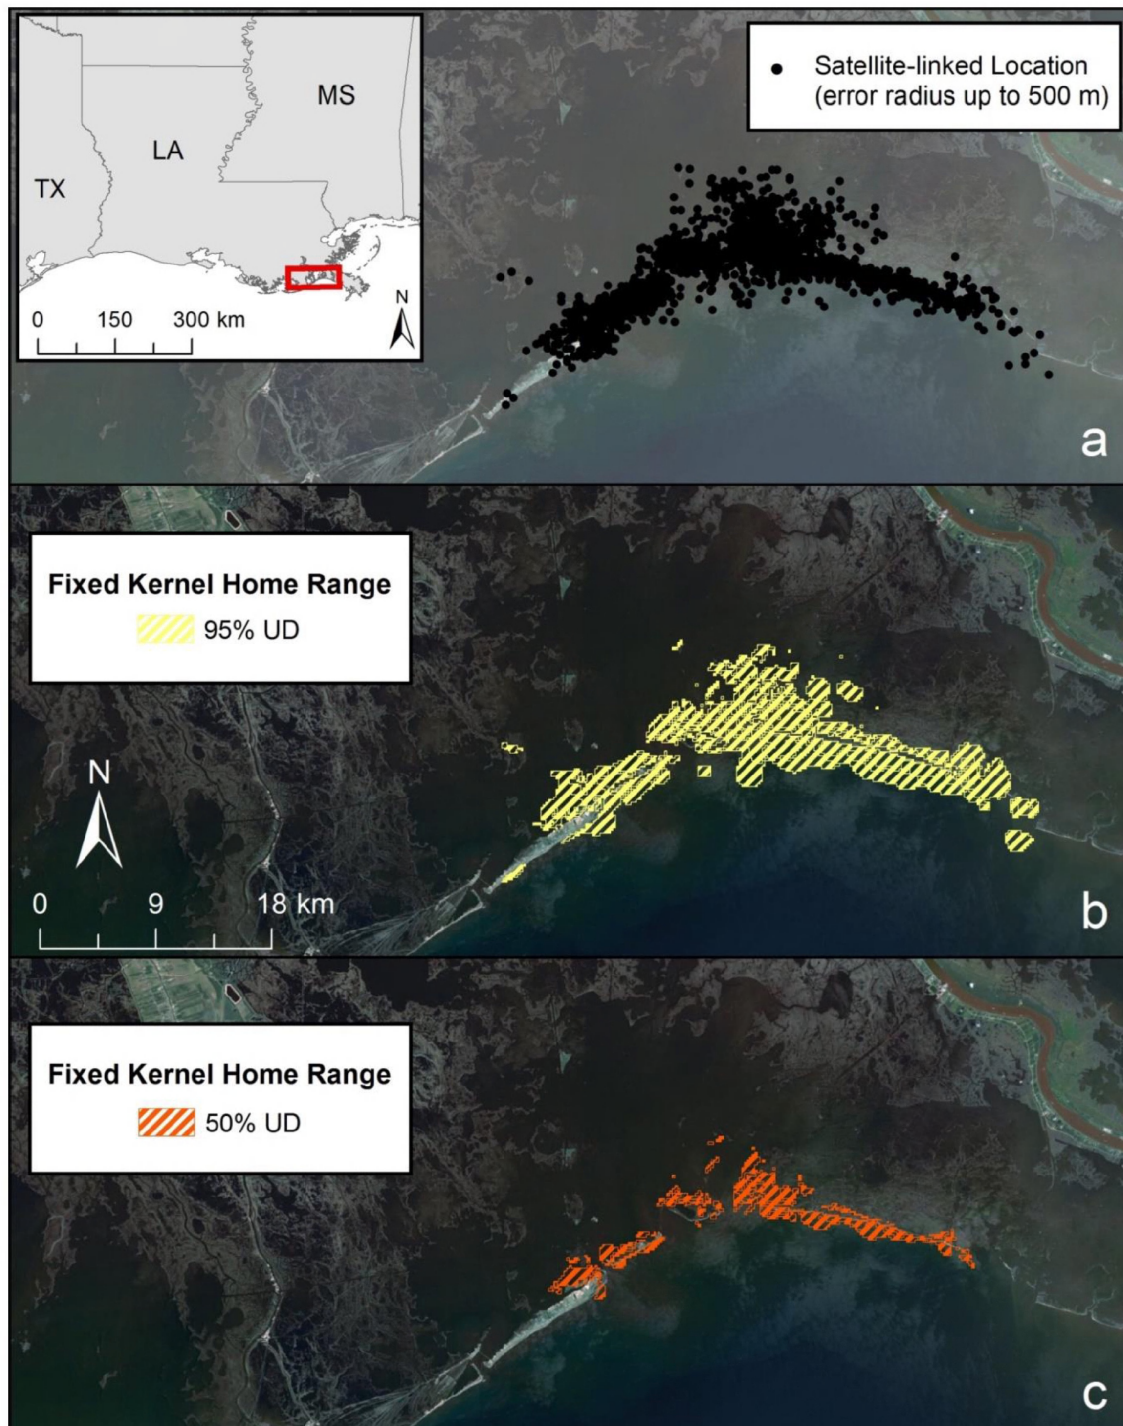 MS
LA
TX
N
0 150 300 km
Satellite-linked Location
(error radius up to 500 m)
a
Fixed Kernel Home Range
95% UD
N
0 9 18 km
b
Fixed Kernel Home Range
50% UD
c